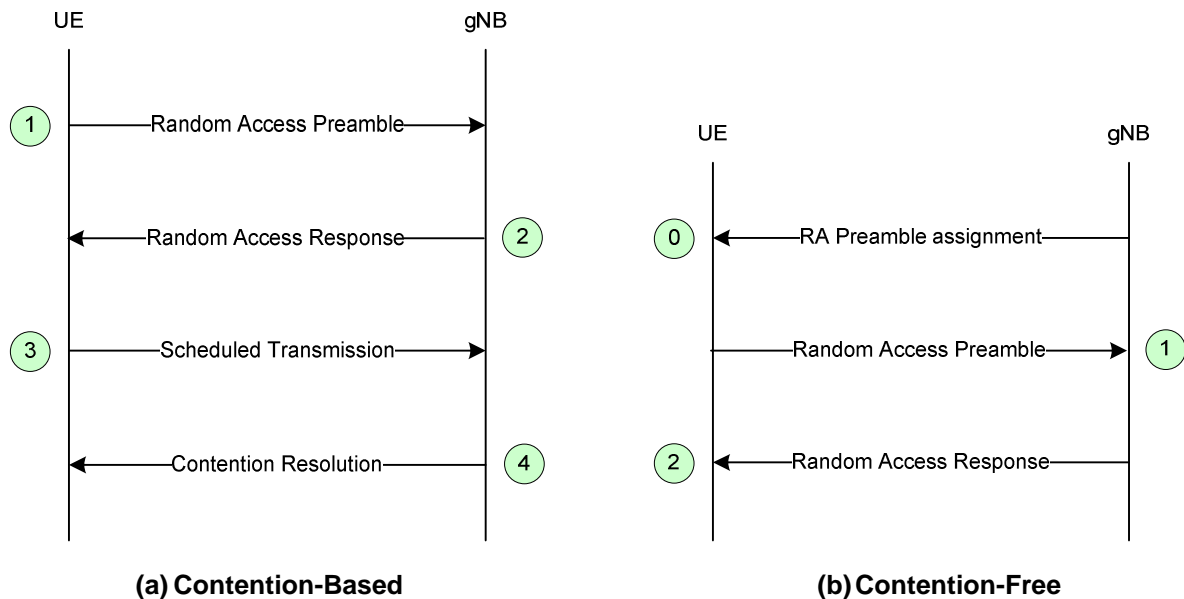 UE
gNB
1
Random Access Preamble
Random Access Response
2
3
Scheduled Transmission
Contention Resolution
4
(a) Contention-Based
UE
gNB
0
RA Preamble assignment
Random Access Preamble
1
2
Random Access Response
(b) Contention-Free